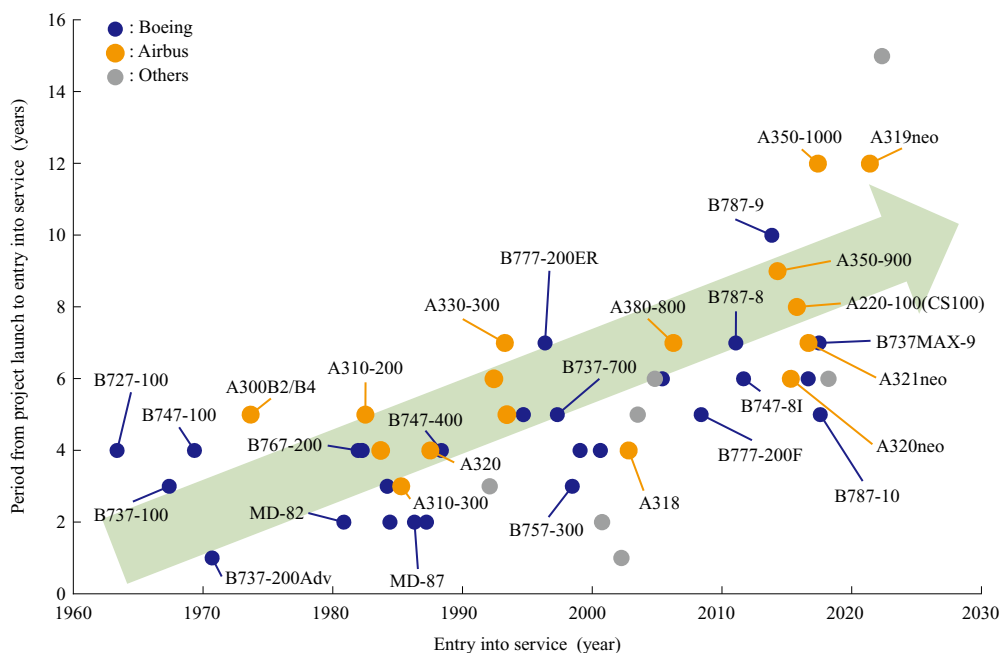 16
14
12
10
8
6
4
2
0
Period from project launch to entry into service (years)
: Boeing
: Airbus
: Others
A350-1000
A319neo
B787-9
B777-200ER
A350-900
A330-300
A380-800
B787-8
A220-100(CS100)
B737MAX-9
B727-100
A300B2/B4
A310-200
B737-700
A321neo
B747-100
B747-400
B747-8I
B767-200
A320
B777-200F
A320neo
B737-100
MD-82
A310-300
B757-300
A318
B787-10
B737-200Adv
MD-87
1960
1970
1980
1990
2000
2010
2020
2030
Entry into service (year)